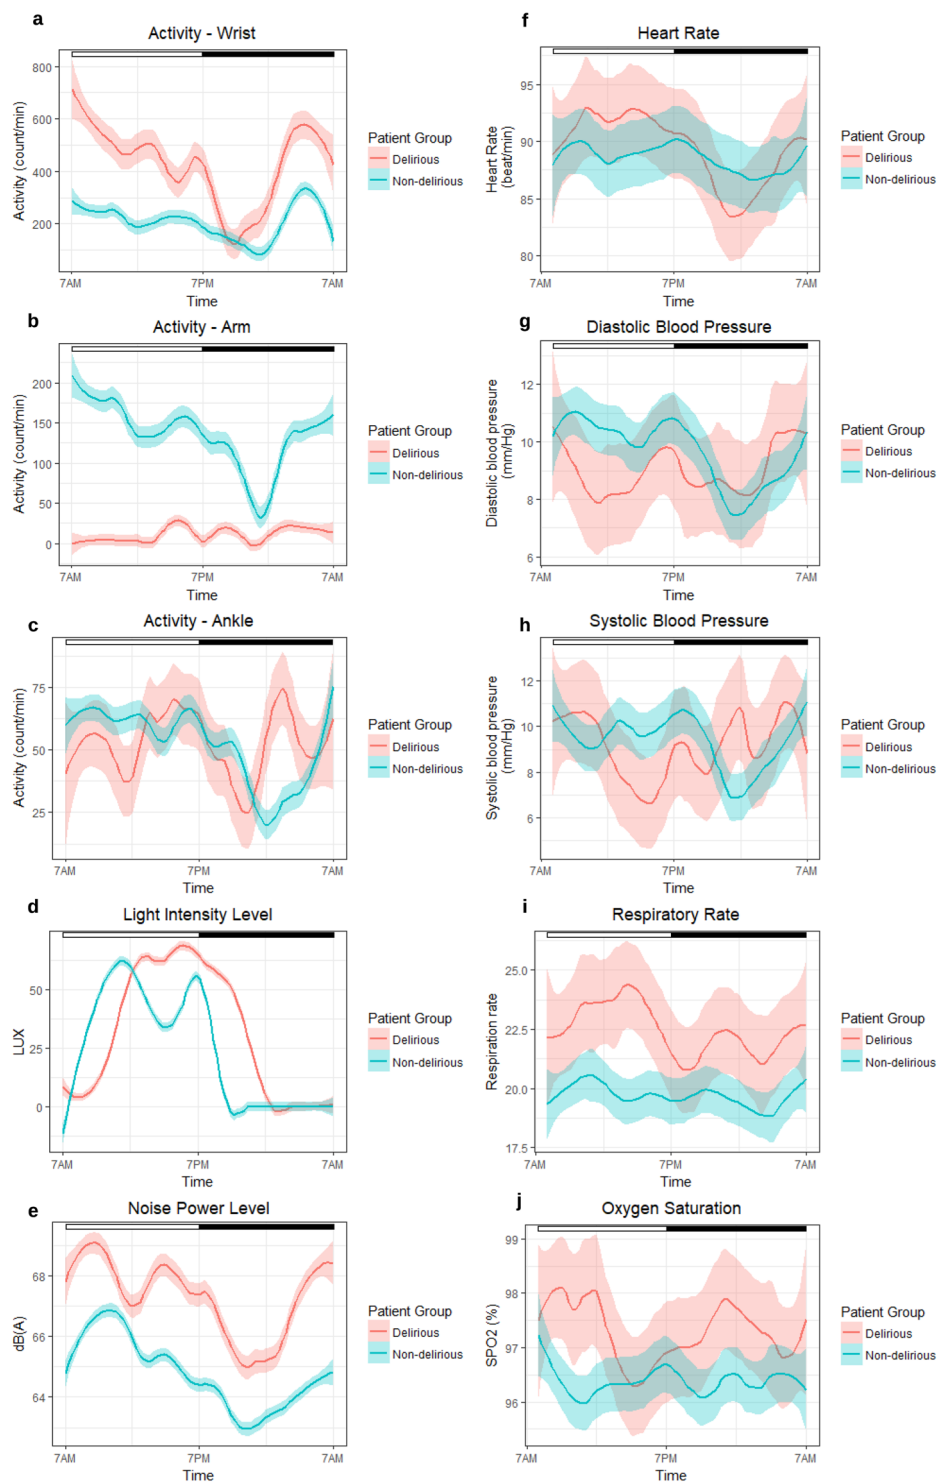 a
Activity - Wrist
Activity (count/min)
800
600
400
200
7AM
7PM
7AM
Time
Patient Group
Delirious
Non-delirious
b
Activity - Arm
Activity (count/min)
200
150
100
50
0
7AM
7PM
7AM
Time
Patient Group
Delirious
Non-delirious
c
Activity - Ankle
Activity (count/min)
75
50
25
7AM
7PM
7AM
Time
Patient Group
Delirious
Non-delirious
d
Light Intensity Level
LUX
50
25
0
7AM
7PM
7AM
Time
Patient Group
Delirious
Non-delirious
e
Noise Power Level
dB(A)
68
66
64
7AM
7PM
7AM
Time
Patient Group
Delirious
Non-delirious
f
Heart Rate
Heart Rate
(beat/min)
95
90
85
80
7AM
7PM
7AM
Time
Patient Group
Delirious
Non-delirious
g
Diastolic Blood Pressure
Diastolic blood pressure
(mm/Hg)
12
10
8
6
7AM
7PM
7AM
Time
Patient Group
Delirious
Non-delirious
h
Systolic Blood Pressure
Systolic blood pressure
(mm/Hg)
12
10
8
6
7AM
7PM
7AM
Time
Patient Group
Delirious
Non-delirious
i
Respiratory Rate
Respiration rate
25.0
22.5
20.0
17.5
7AM
7PM
7AM
Time
Patient Group
Delirious
Non-delirious
j
Oxygen Saturation
SPO2 (%)
99
98
97
96
7AM
7PM
7AM
Time
Patient Group
Delirious
Non-delirious